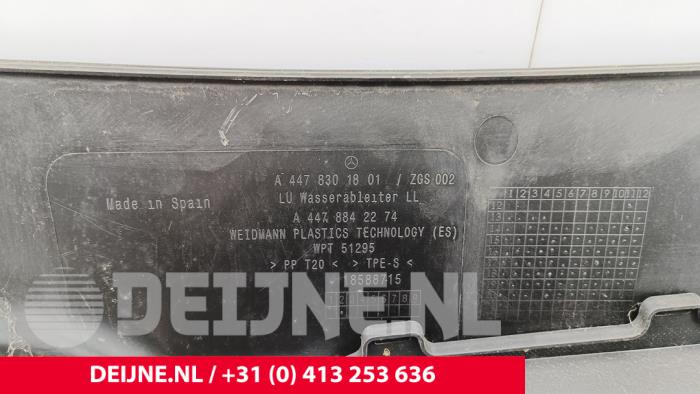 A 447 830 18 01 / ZGS 002
LU Wasserableiter LL
Made in Spain
A 447 884 22 74
WEIDMANN PLASTICS TECHNOLOGY (ES)
WPT 51295
> PP T20 < > TPE-S <
18588715
1 2 3 4 5 6 7 8 9 10 11 12
DEIJNE.NL
DEIJNE.NL / +31 (0) 413 253 636